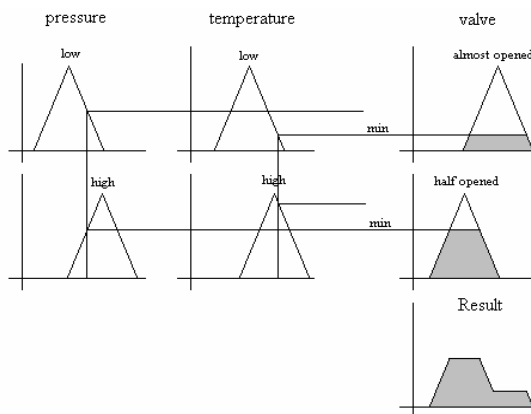 pressure temperature valve
low low almost opened
min
high high half opened
min
Result